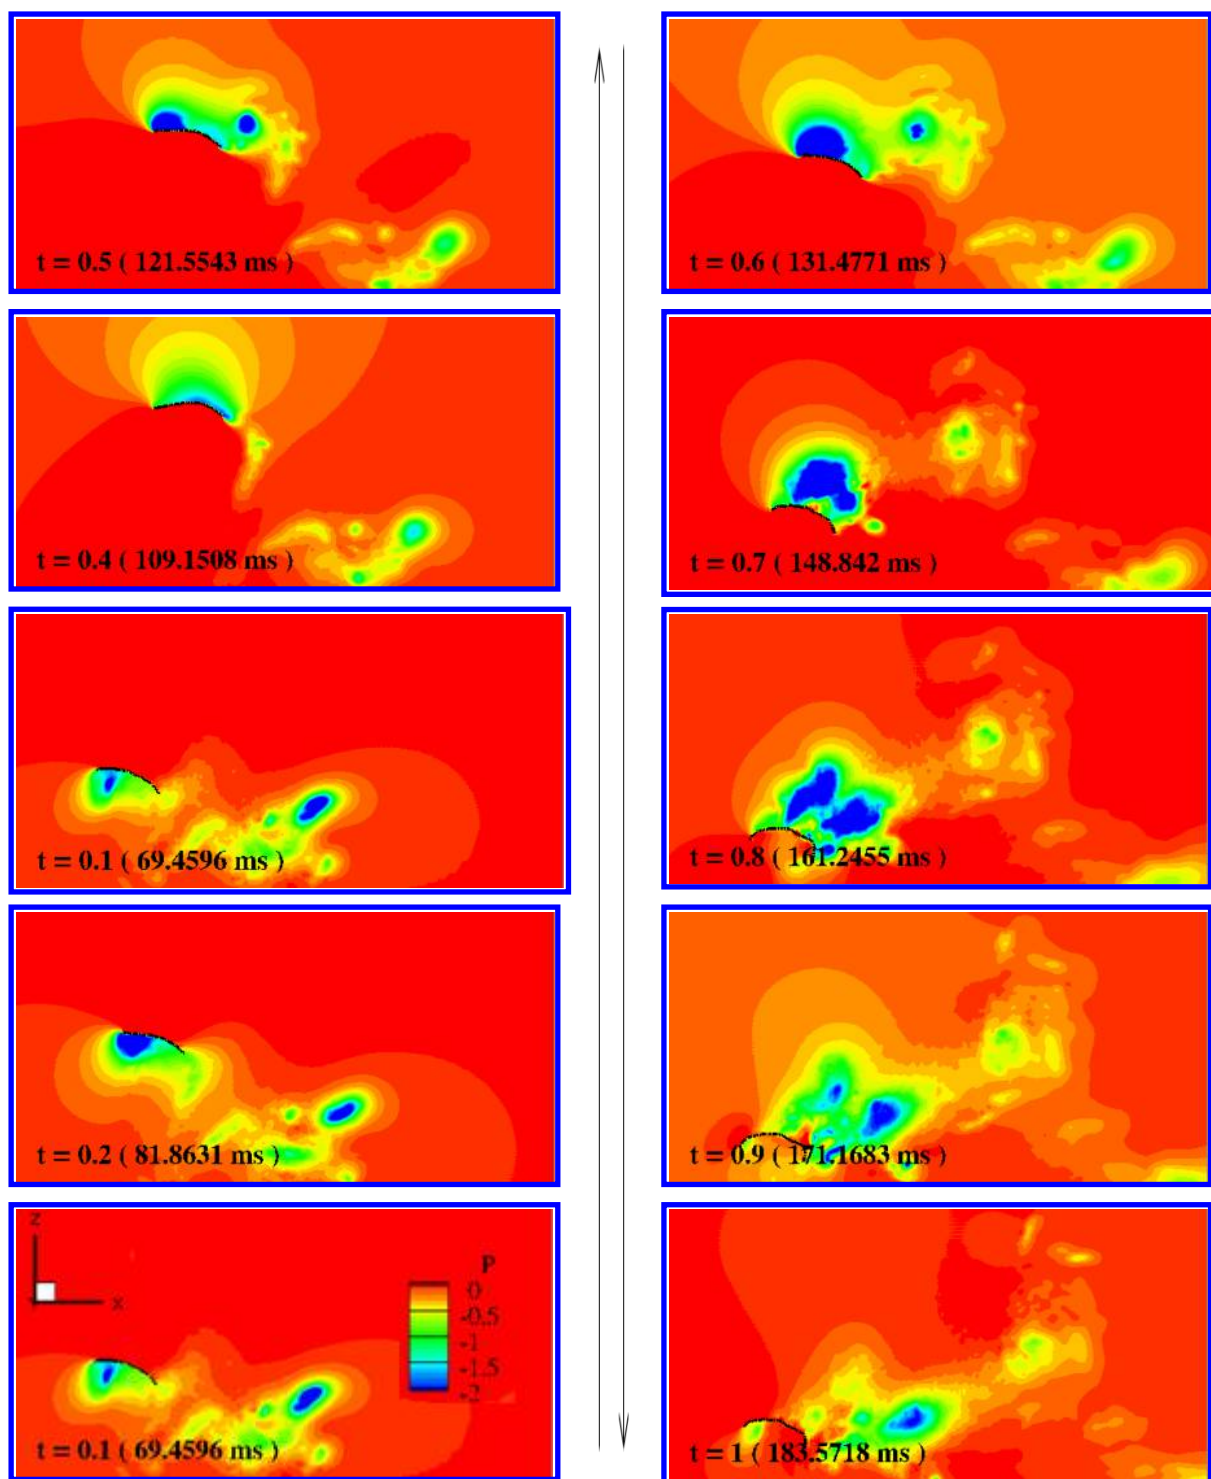 t = 0.5 ( 121.5543 ms )
t = 0.6 ( 131.4771 ms )
t = 0.4 ( 109.1508 ms )
t = 0.7 ( 148.842 ms )
t = 0.1 ( 69.4596 ms )
t = 0.8 ( 161.2455 ms )
t = 0.2 ( 81.8631 ms )
t = 0.9 ( 171.1683 ms )
z
x
P
0
-0.5
-1
-1.5
-2
t = 0.1 ( 69.4596 ms )
t = 1 ( 183.5718 ms )